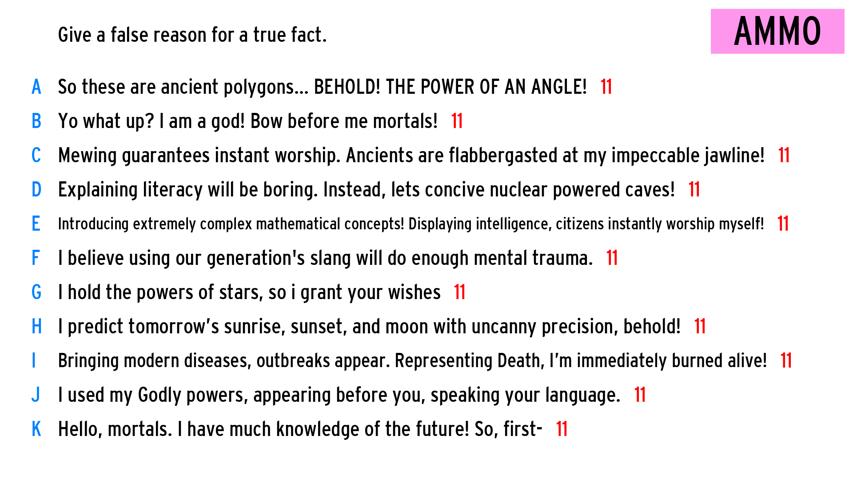 Give a false reason for a true fact.
AMMO
A So these are ancient polygons... BEHOLD! THE POWER OF AN ANGLE! 11
B Yo what up? I am a god! Bow before me mortals! 11
C Mewing guarantees instant worship. Ancients are flabbergasted at my impeccable jawline! 11
D Explaining literacy will be boring. Instead, lets concive nuclear powered caves! 11
E Introducing extremely complex mathematical concepts! Displaying intelligence, citizens instantly worship myself! 11
F I believe using our generation's slang will do enough mental trauma. 11
G I hold the powers of stars, so i grant your wishes 11
H I predict tomorrow's sunrise, sunset, and moon with uncanny precision, behold! 11
I Bringing modern diseases, outbreaks appear. Representing Death, I'm immediately burned alive! 11
J I used my Godly powers, appearing before you, speaking your language. 11
K Hello, mortals. I have much knowledge of the future! So, first- 11